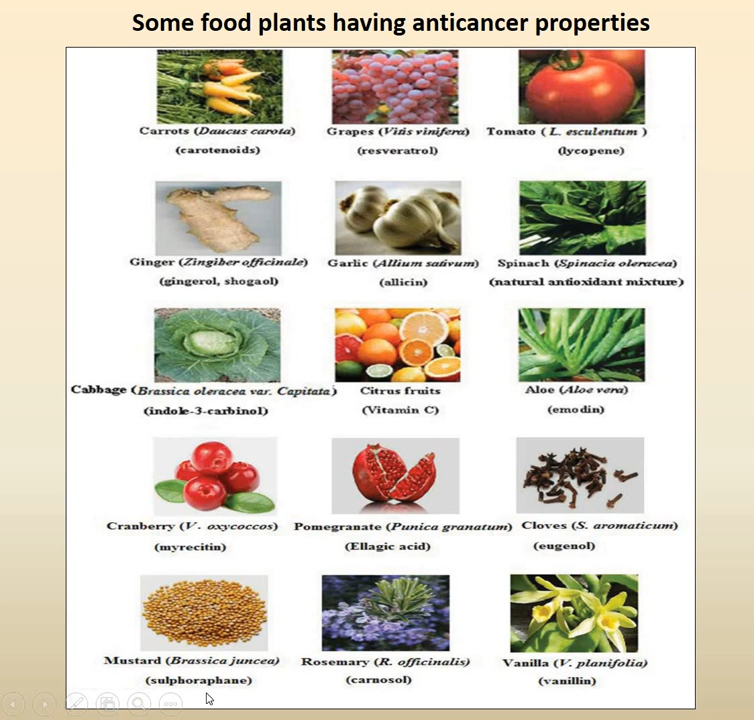 Some food plants having anticancer properties
Carrots (Daucus carota) Grapes (Vitis vinifera) Tomato ( L. esculentum )
(carotenoids) (resveratrol) (lycopene)
Ginger (Zingiber officinale) Garlic (Allium sativum) Spinach (Spinacia oleracea)
(gingerol, shogaol) (allicin) (natural antioxidant mixture)
Cabbage (Brassica oleracea var. Capitata) Citrus fruits Aloe (Aloe vera)
(indole-3-carbinol) (Vitamin C) (emodin)
Cranberry (V. oxycoccos) Pomegranate (Punica granatum) Cloves (S. aromaticum)
(myrecitin) (Ellagic acid) (eugenol)
Mustard (Brassica juncea) Rosemary (R. officinalis) Vanilla (V. planifolia)
(sulphoraphane) (carnosol) (vanillin)